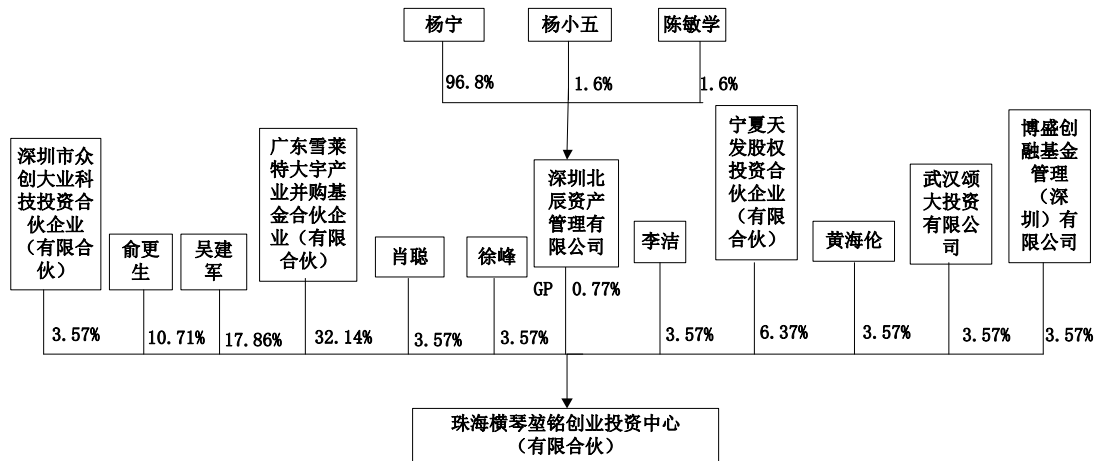 杨宁
杨小五
陈敏学
96.8%
1.6%
1.6%
深圳市众
创大业科
技投资合
伙企业
（有限合
伙）
俞更
生
吴建
军
广东雪莱
特大宇产
业并购基
金合伙企
业（有限
合伙）
肖聪
徐峰
深圳北
辰资产
管理有
限公司
李洁
宁夏天
发股权
投资合
伙企业
（有限
合伙）
黄海伦
武汉颂
大投资
有限公
司
博盛创
融基金
管理
（深
圳）有
限公司
3.57%
10.71%
17.86%
32.14%
3.57%
3.57%
GP 0.77%
3.57%
6.37%
3.57%
3.57%
3.57%
珠海横琴堃铭创业投资中心
（有限合伙）